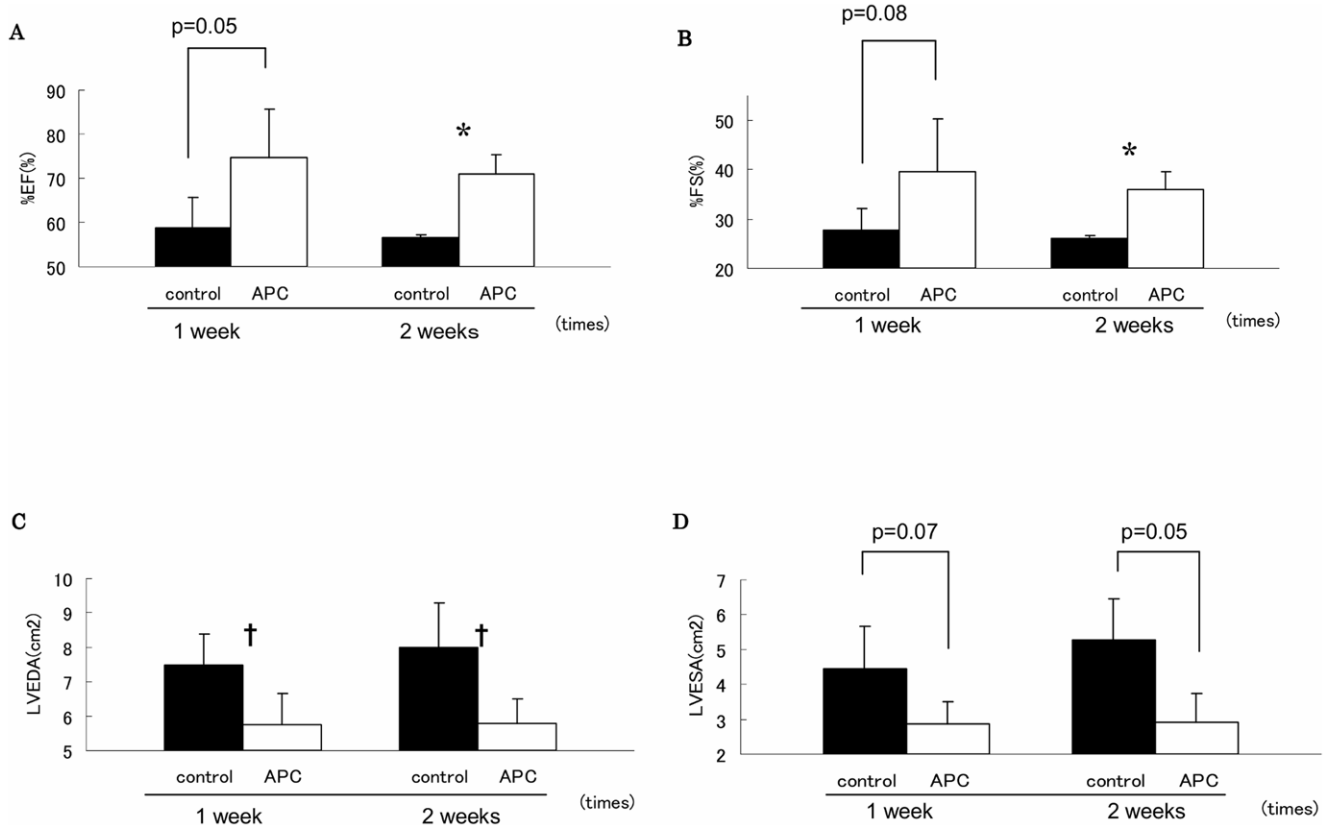 A
p=0.05
%EF(%)
90
80
70
60
50
*
control APC control APC
1 week 2 weeks (times)
B
p=0.08
%FS(%)
50
40
30
20
*
control APC control APC
1 week 2 weeks (times)
C
LVEDA(cm2)
10
9
8
7
6
5
† †
control APC control APC
1 week 2 weeks (times)
D
p=0.07 p=0.05
LVESA(cm2)
7
6
5
4
3
2
control APC control APC
1 week 2 weeks (times)